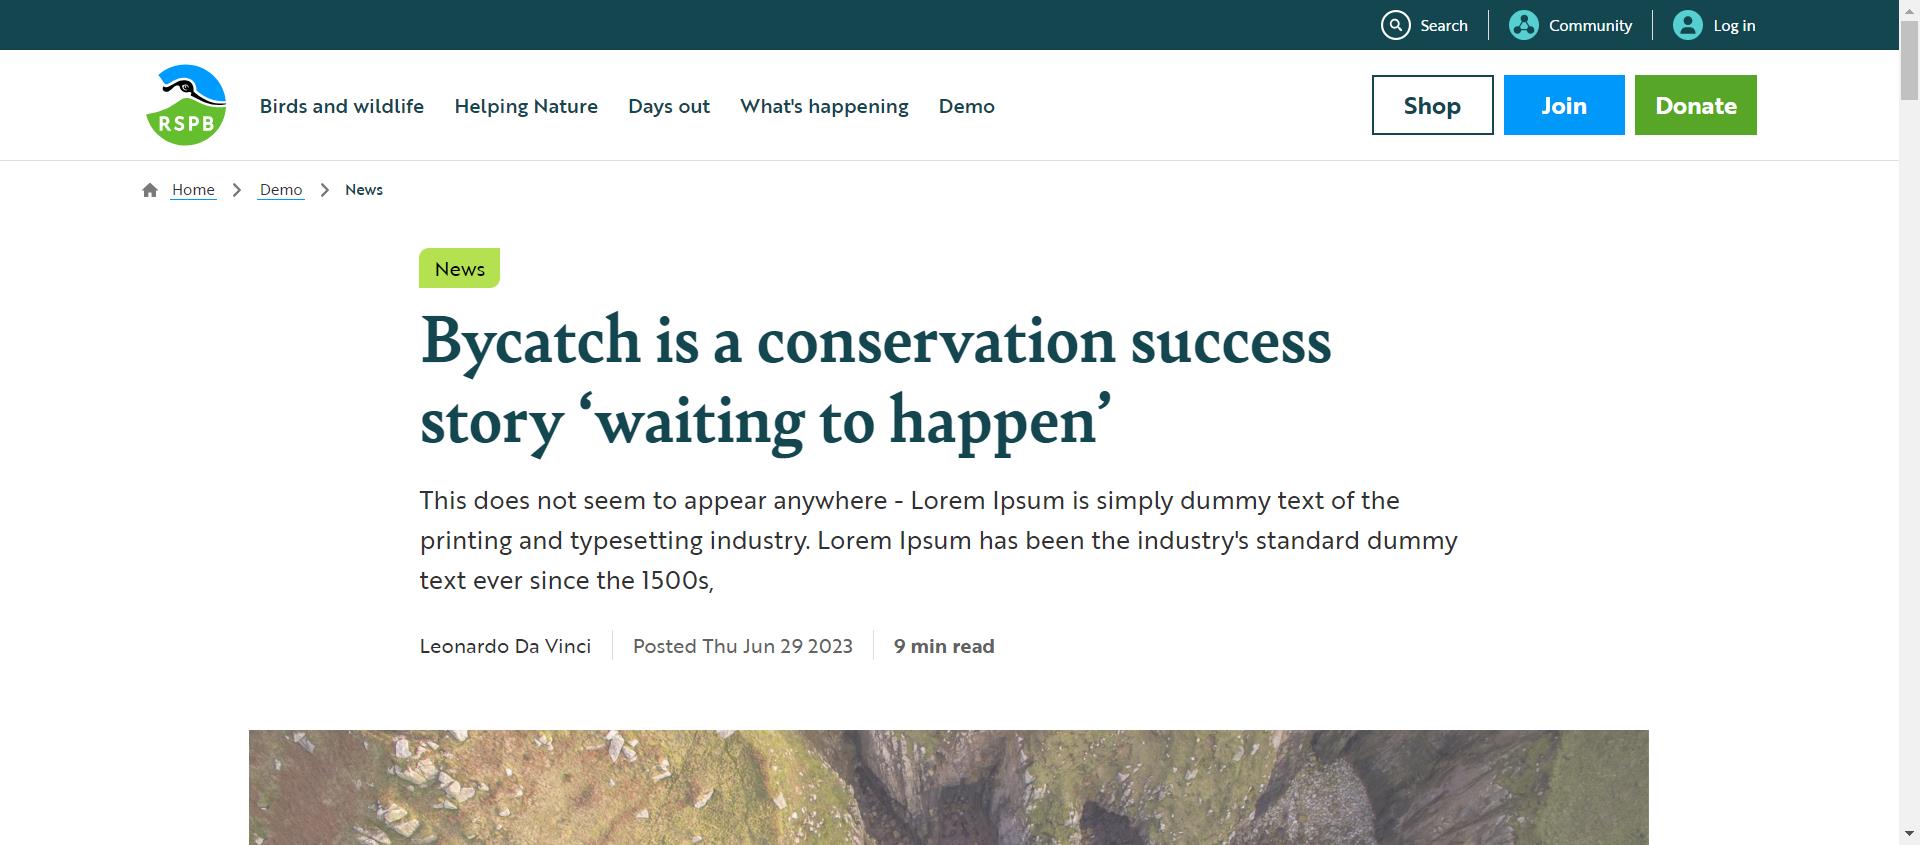 Search
Community
Log in
RSPB
Birds and wildlife
Helping Nature
Days out
What's happening
Demo
Shop
Join
Donate
Home
Demo
News
News
Bycatch is a conservation success
story ‘waiting to happen’
This does not seem to appear anywhere - Lorem Ipsum is simply dummy text of the
printing and typesetting industry. Lorem Ipsum has been the industry's standard dummy
text ever since the 1500s,
Leonardo Da Vinci
Posted Thu Jun 29 2023
9 min read